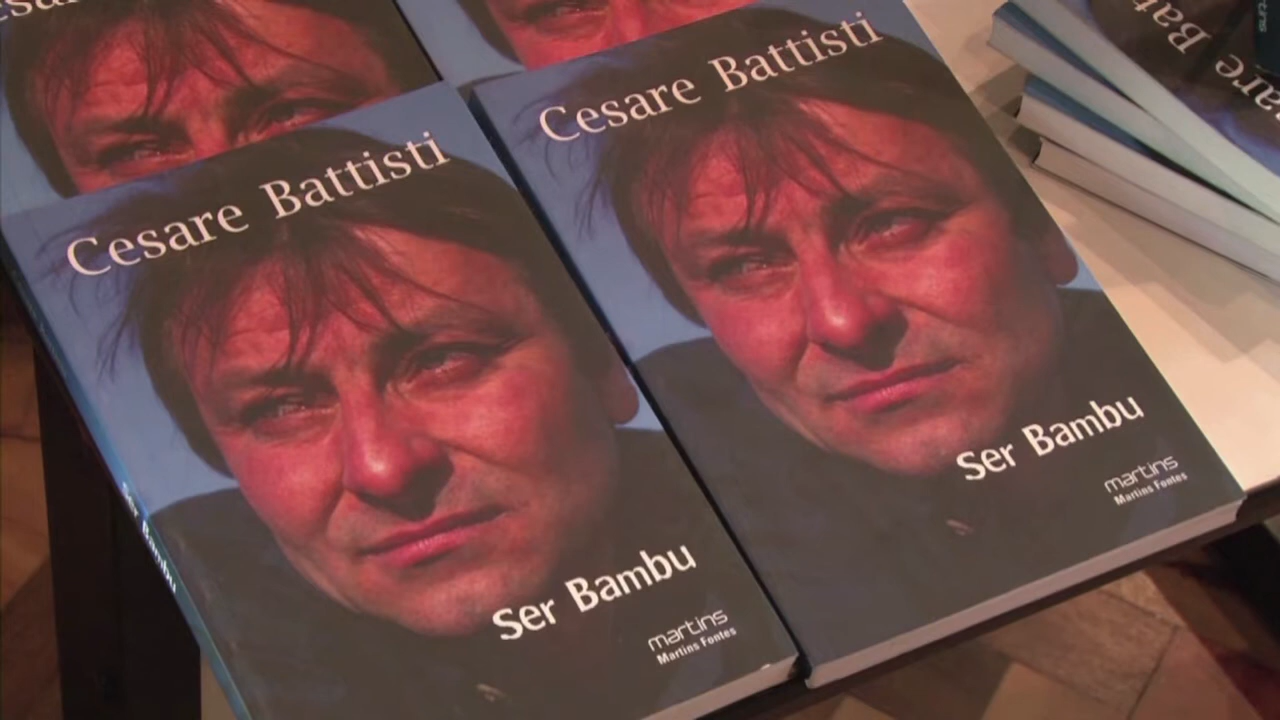 Cesare Battisti
Ser Bambu
martins
Martins Fontes
Ser Bambu
Cesare Battisti
Ser Bambu
martins
Martins Fontes